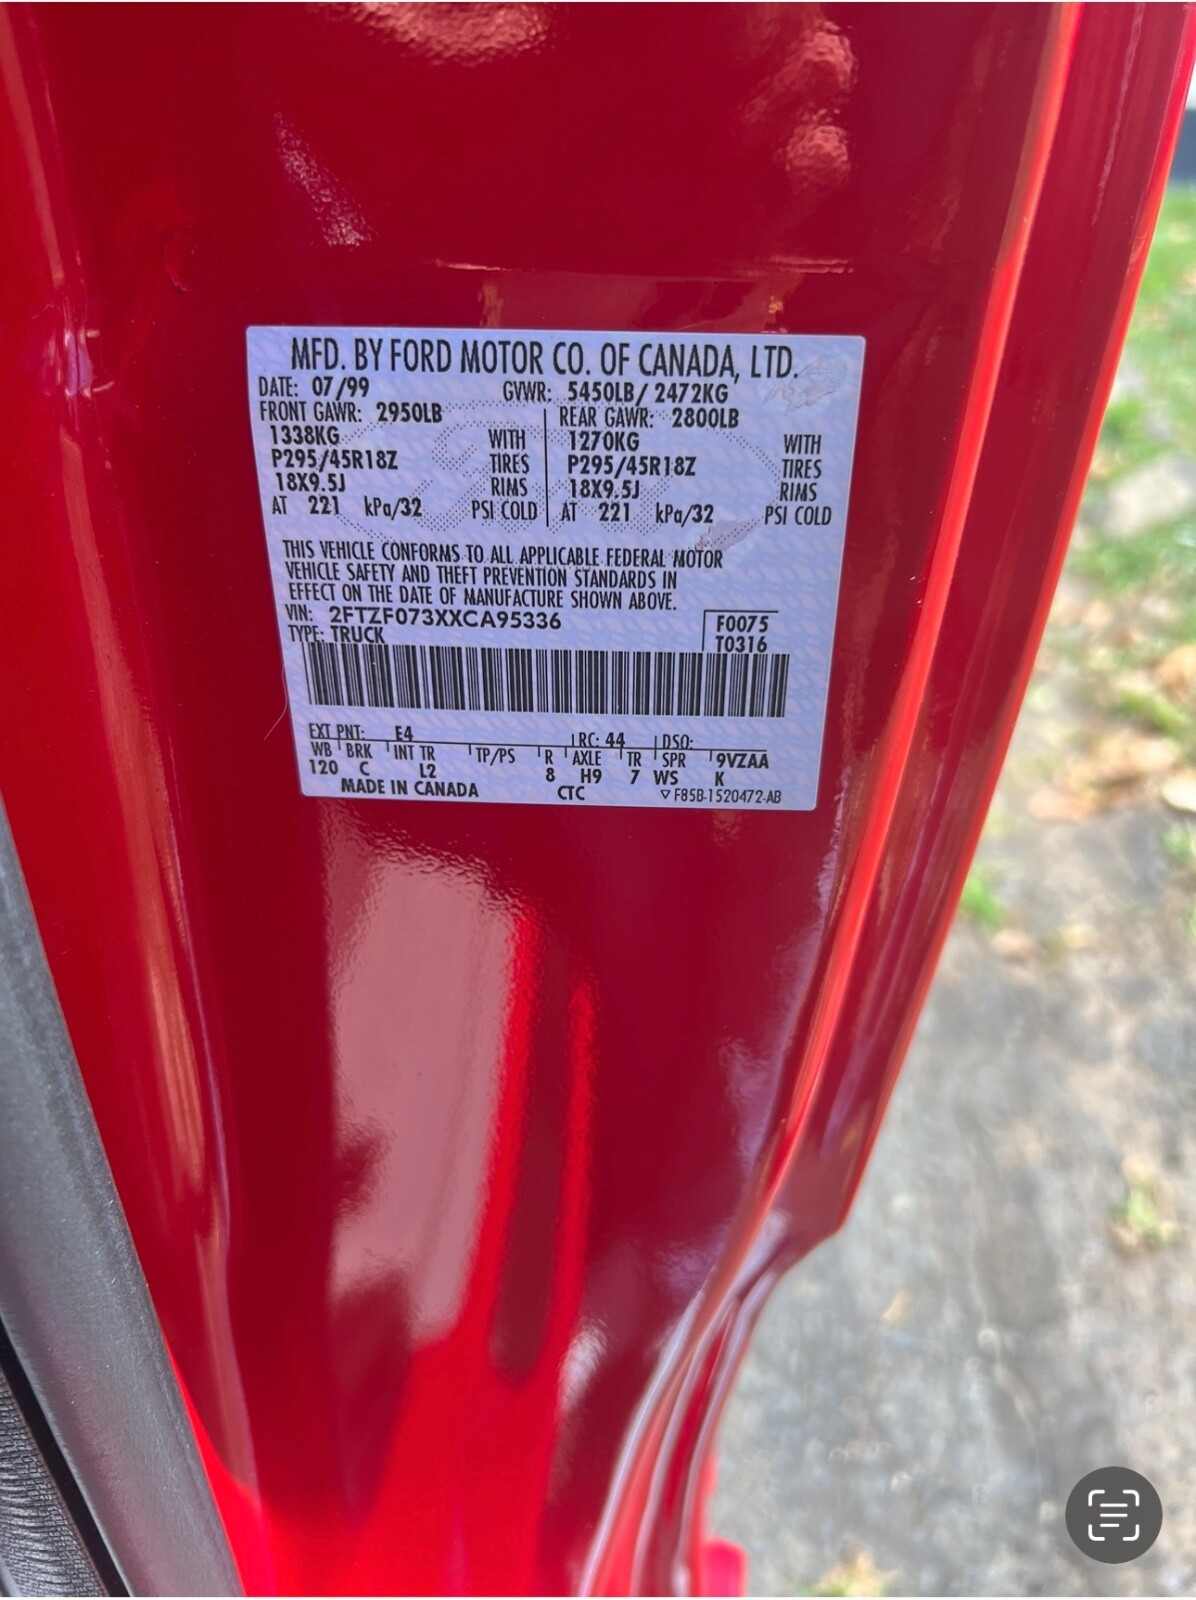 MFD. BY FORD MOTOR CO. OF CANADA, LTD.
DATE: 07/99 GVWR: 5450LB/ 2472KG
FRONT GAWR: 2950LB REAR GAWR: 2800LB
1338KG WITH 1270KG WITH
P295/45R18Z TIRES P295/45R18Z TIRES
18X9.5J RIMS 18X9.5J RIMS
AT 221 kPa/32 PSI COLD AT 221 kPa/32 PSI COLD
THIS VEHICLE CONFORMS TO ALL APPLICABLE FEDERAL MOTOR
VEHICLE SAFETY AND THEFT PREVENTION STANDARDS IN
EFFECT ON THE DATE OF MANUFACTURE SHOWN ABOVE.
VIN: 2FTZF073XXCA95336 F0075
TYPE: TRUCK T0316
EXT PNT: E4 RC: 44 DSO:
WB BRK INT TR TP/PS R AXLE TR SPR 9VZAA
120 C L2 8 H9 7 WS K
MADE IN CANADA CTC ▽ F85B-1520472-AB